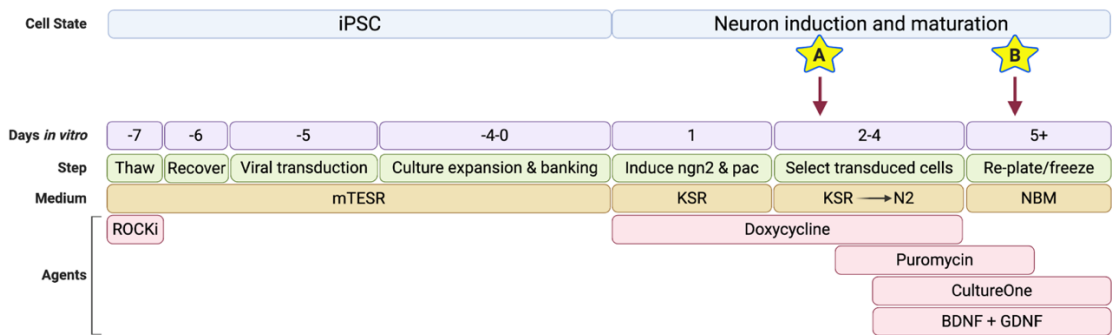 Cell State
iPSC
Neuron induction and maturation
A
B
Days in vitro
-7
-6
-5
-4-0
1
2-4
5+
Step
Thaw
Recover
Viral transduction
Culture expansion & banking
Induce ngn2 & pac
Select transduced cells
Re-plate/freeze
Medium
mTESR
KSR
KSR → N2
NBM
Agents
ROCKi
Doxycycline
Puromycin
CultureOne
BDNF + GDNF